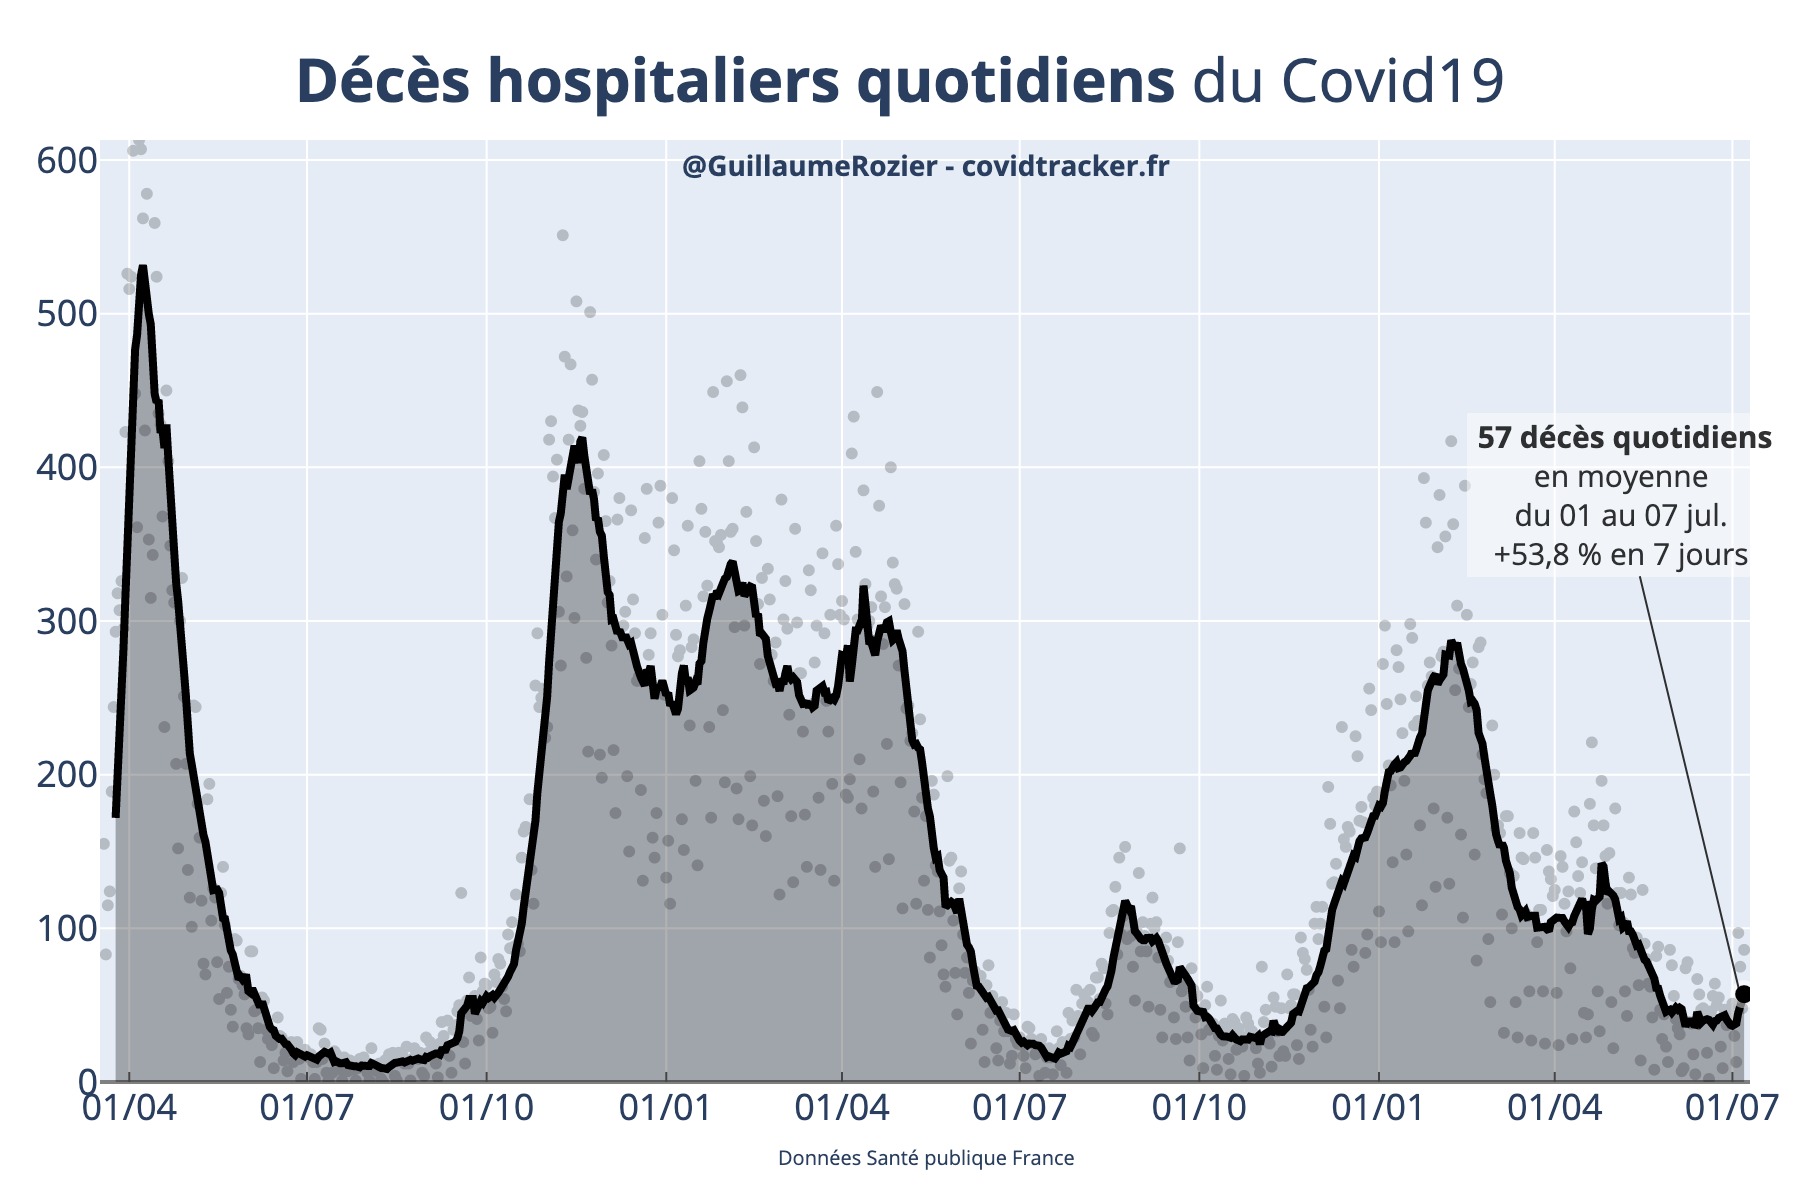 Décès hospitaliers quotidiens du Covid19
@GuillaumeRozier - covidtracker.fr
600
500
400
300
200
100
0
57 décès quotidiens
en moyenne
du 01 au 07 jul.
+53,8 % en 7 jours
01/04 01/07 01/10 01/01 01/04 01/07 01/10 01/01 01/04 01/07
Données Santé publique France